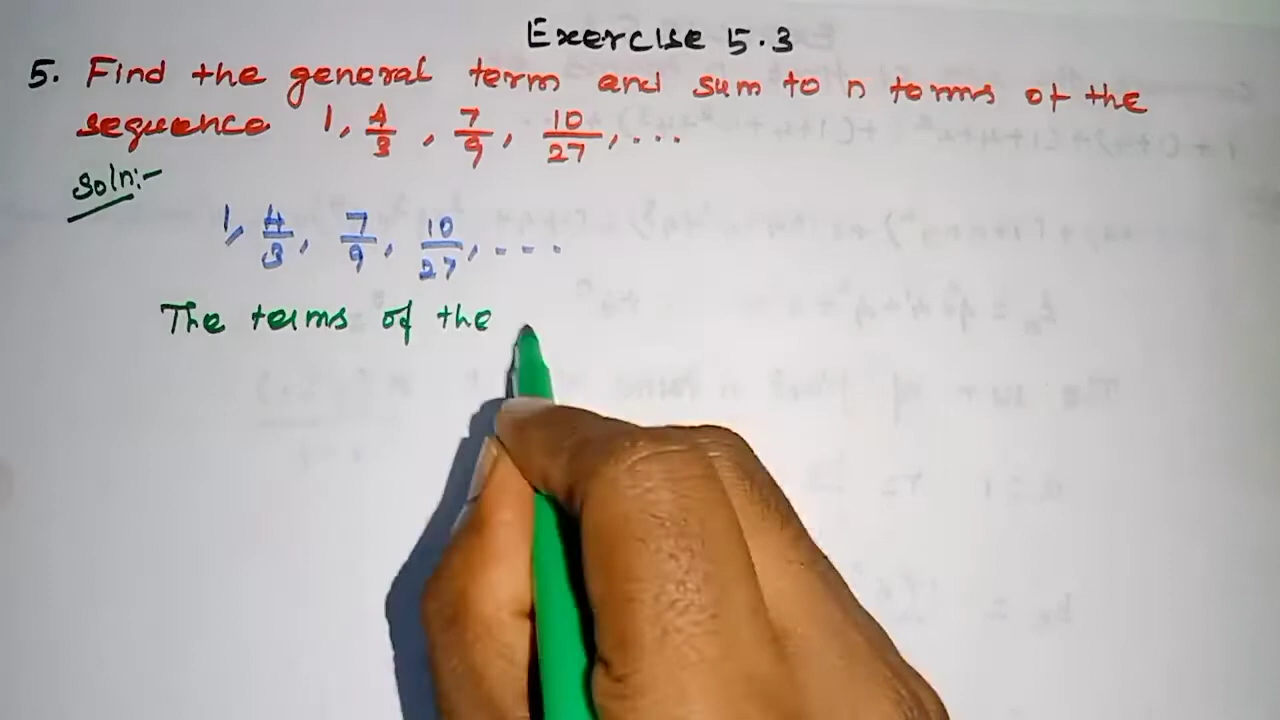 Exercise 5.3
5. Find the general term and sum to n terms of the
sequence 1, 4/3, 7/9, 10/27, ...
Soln:-
1, 4/3, 7/9, 10/27, ....
The terms of the